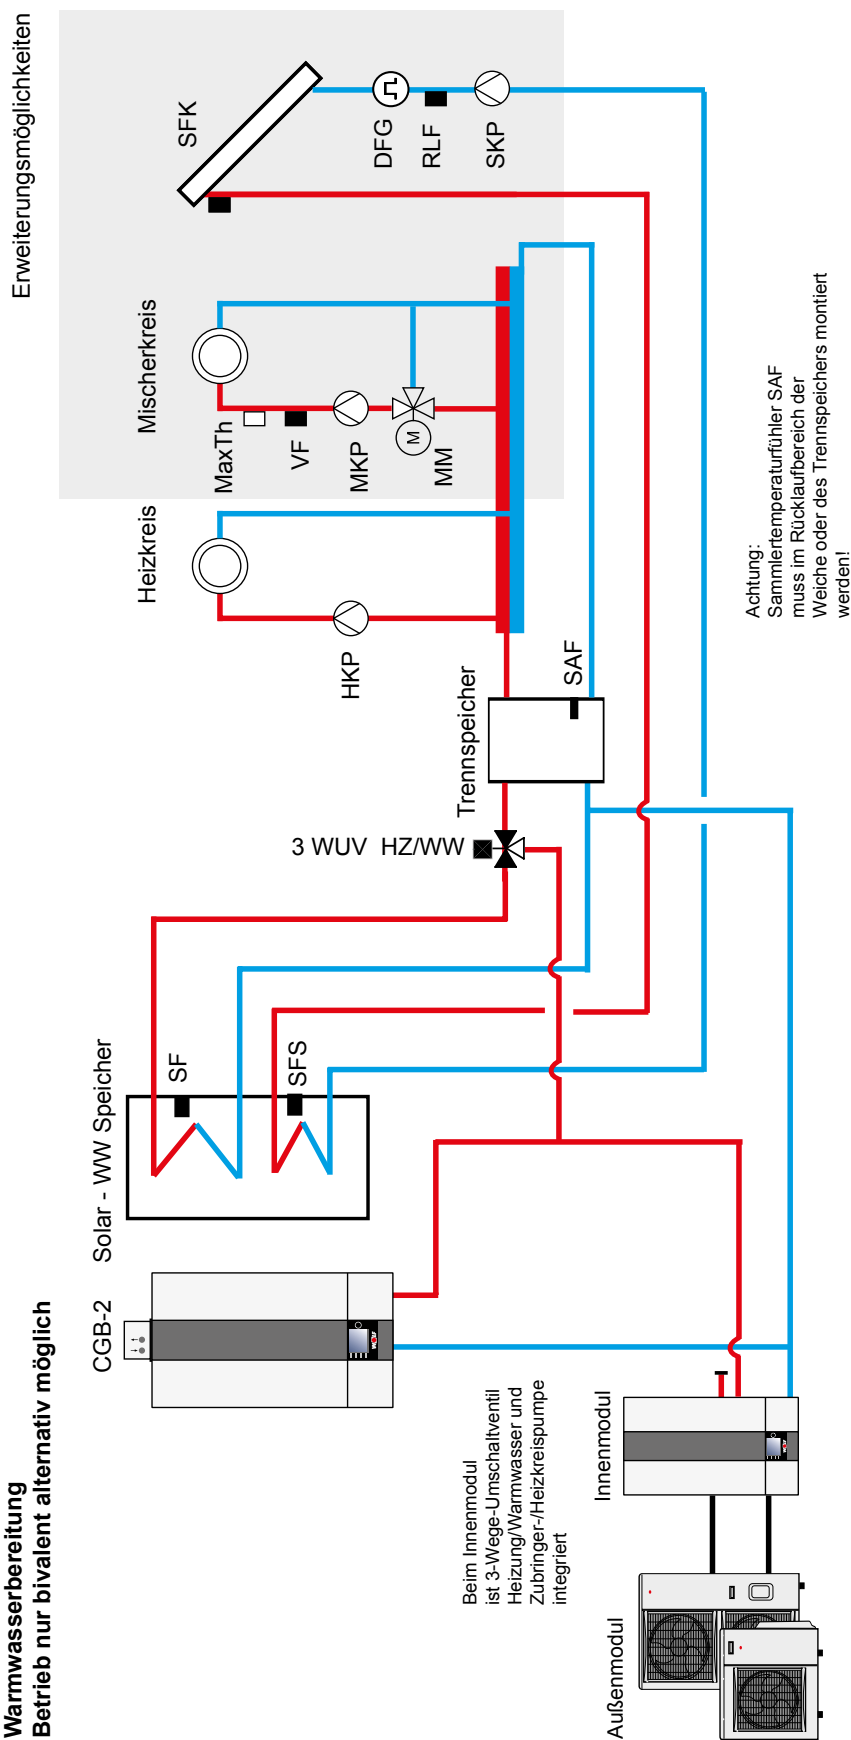 Warmwasserbereitung
Betrieb nur bivalent alternativ möglich
Erweiterungsmöglichkeiten
CGB-2
Solar - WW Speicher
SF
SFS
3 WUV HZ/WW
Trennspeicher
SAF
Heizkreis
HKP
Mischerkreis
MaxTh
VF
MKP
MM
M
SFK
DFG
RLF
SKP
Außenmodul
Innenmodul
Beim Innenmodul
ist 3-Wege-Umschaltventil
Heizung/Warmwasser und
Zubringer-/Heizkreispumpe
integriert
Achtung:
Sammlertemperaturfühler SAF
muss im Rücklaufbereich der
Weiche oder des Trennspeichers montiert
werden!
WOLF